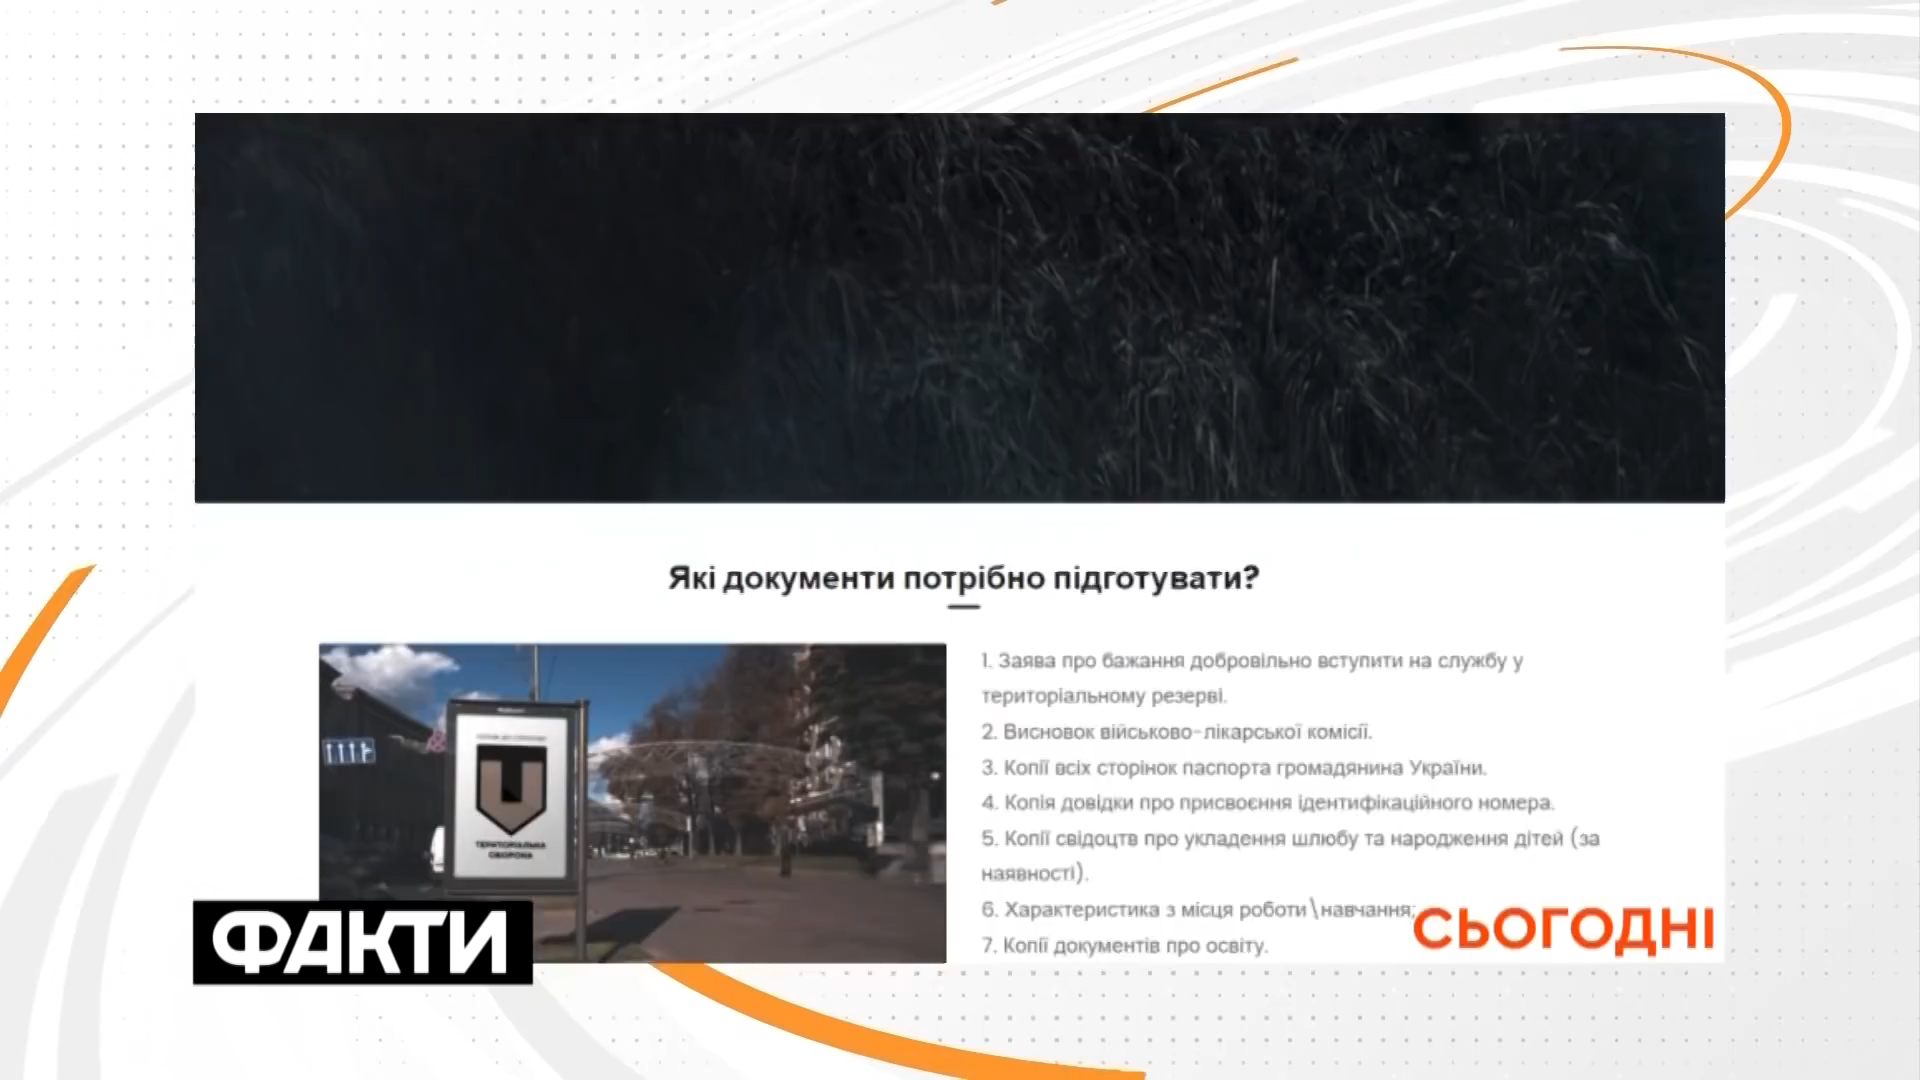 Які документи потрібно підготувати?
1. Заява про бажання добровільно вступити на службу у
територіальному резерві.
2. Висновок військово-лікарської комісії.
3. Копії всіх сторінок паспорта громадянина України.
4. Копія довідки про присвоєння ідентифікаційного номера.
5. Копії свідоцтв про укладення шлюбу та народження дітей (за
наявності).
6. Характеристика з місця роботи\навчання;
7. Копії документів про освіту.
ТЕРИТОРІАЛЬНА
ОБОРОНА
ФАКТИ
СЬОГОДНІ